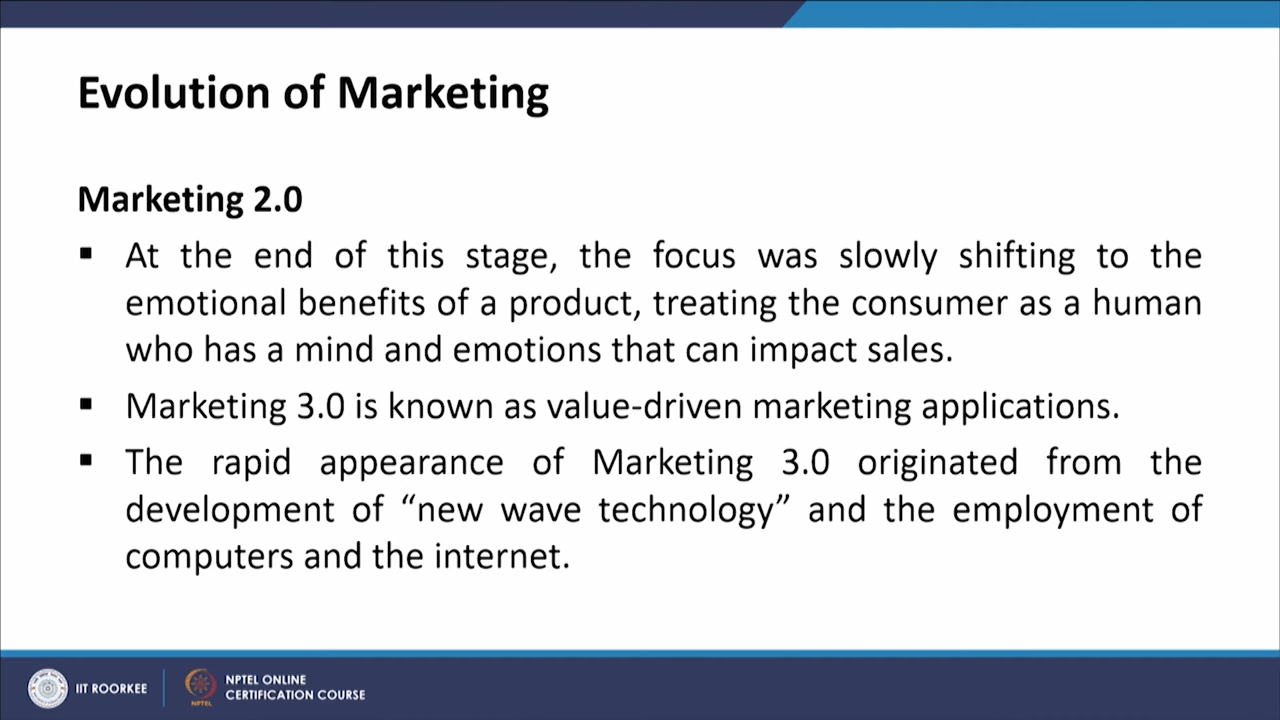 Evolution of Marketing
Marketing 2.0
▪ At the end of this stage, the focus was slowly shifting to the
emotional benefits of a product, treating the consumer as a human
who has a mind and emotions that can impact sales.
▪ Marketing 3.0 is known as value-driven marketing applications.
▪ The rapid appearance of Marketing 3.0 originated from the
development of “new wave technology” and the employment of
computers and the internet.
IIT ROORKEE
NPTEL
NPTEL ONLINE
CERTIFICATION COURSE